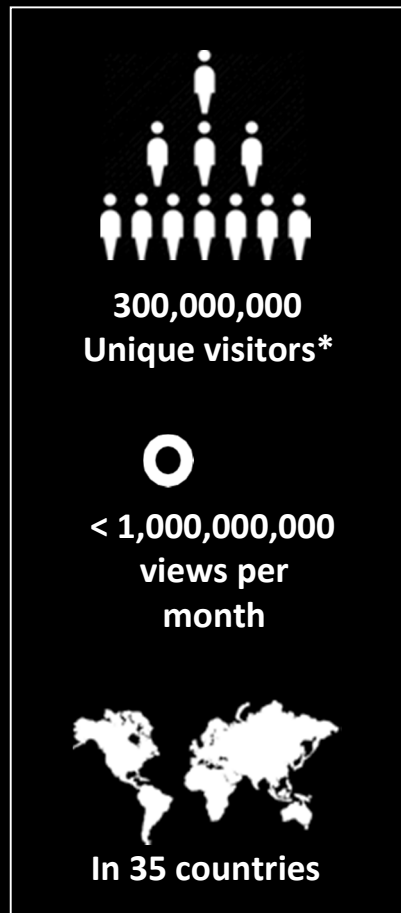 300,000,000
Unique visitors*
< 1,000,000,000
views per
month
In 35 countries